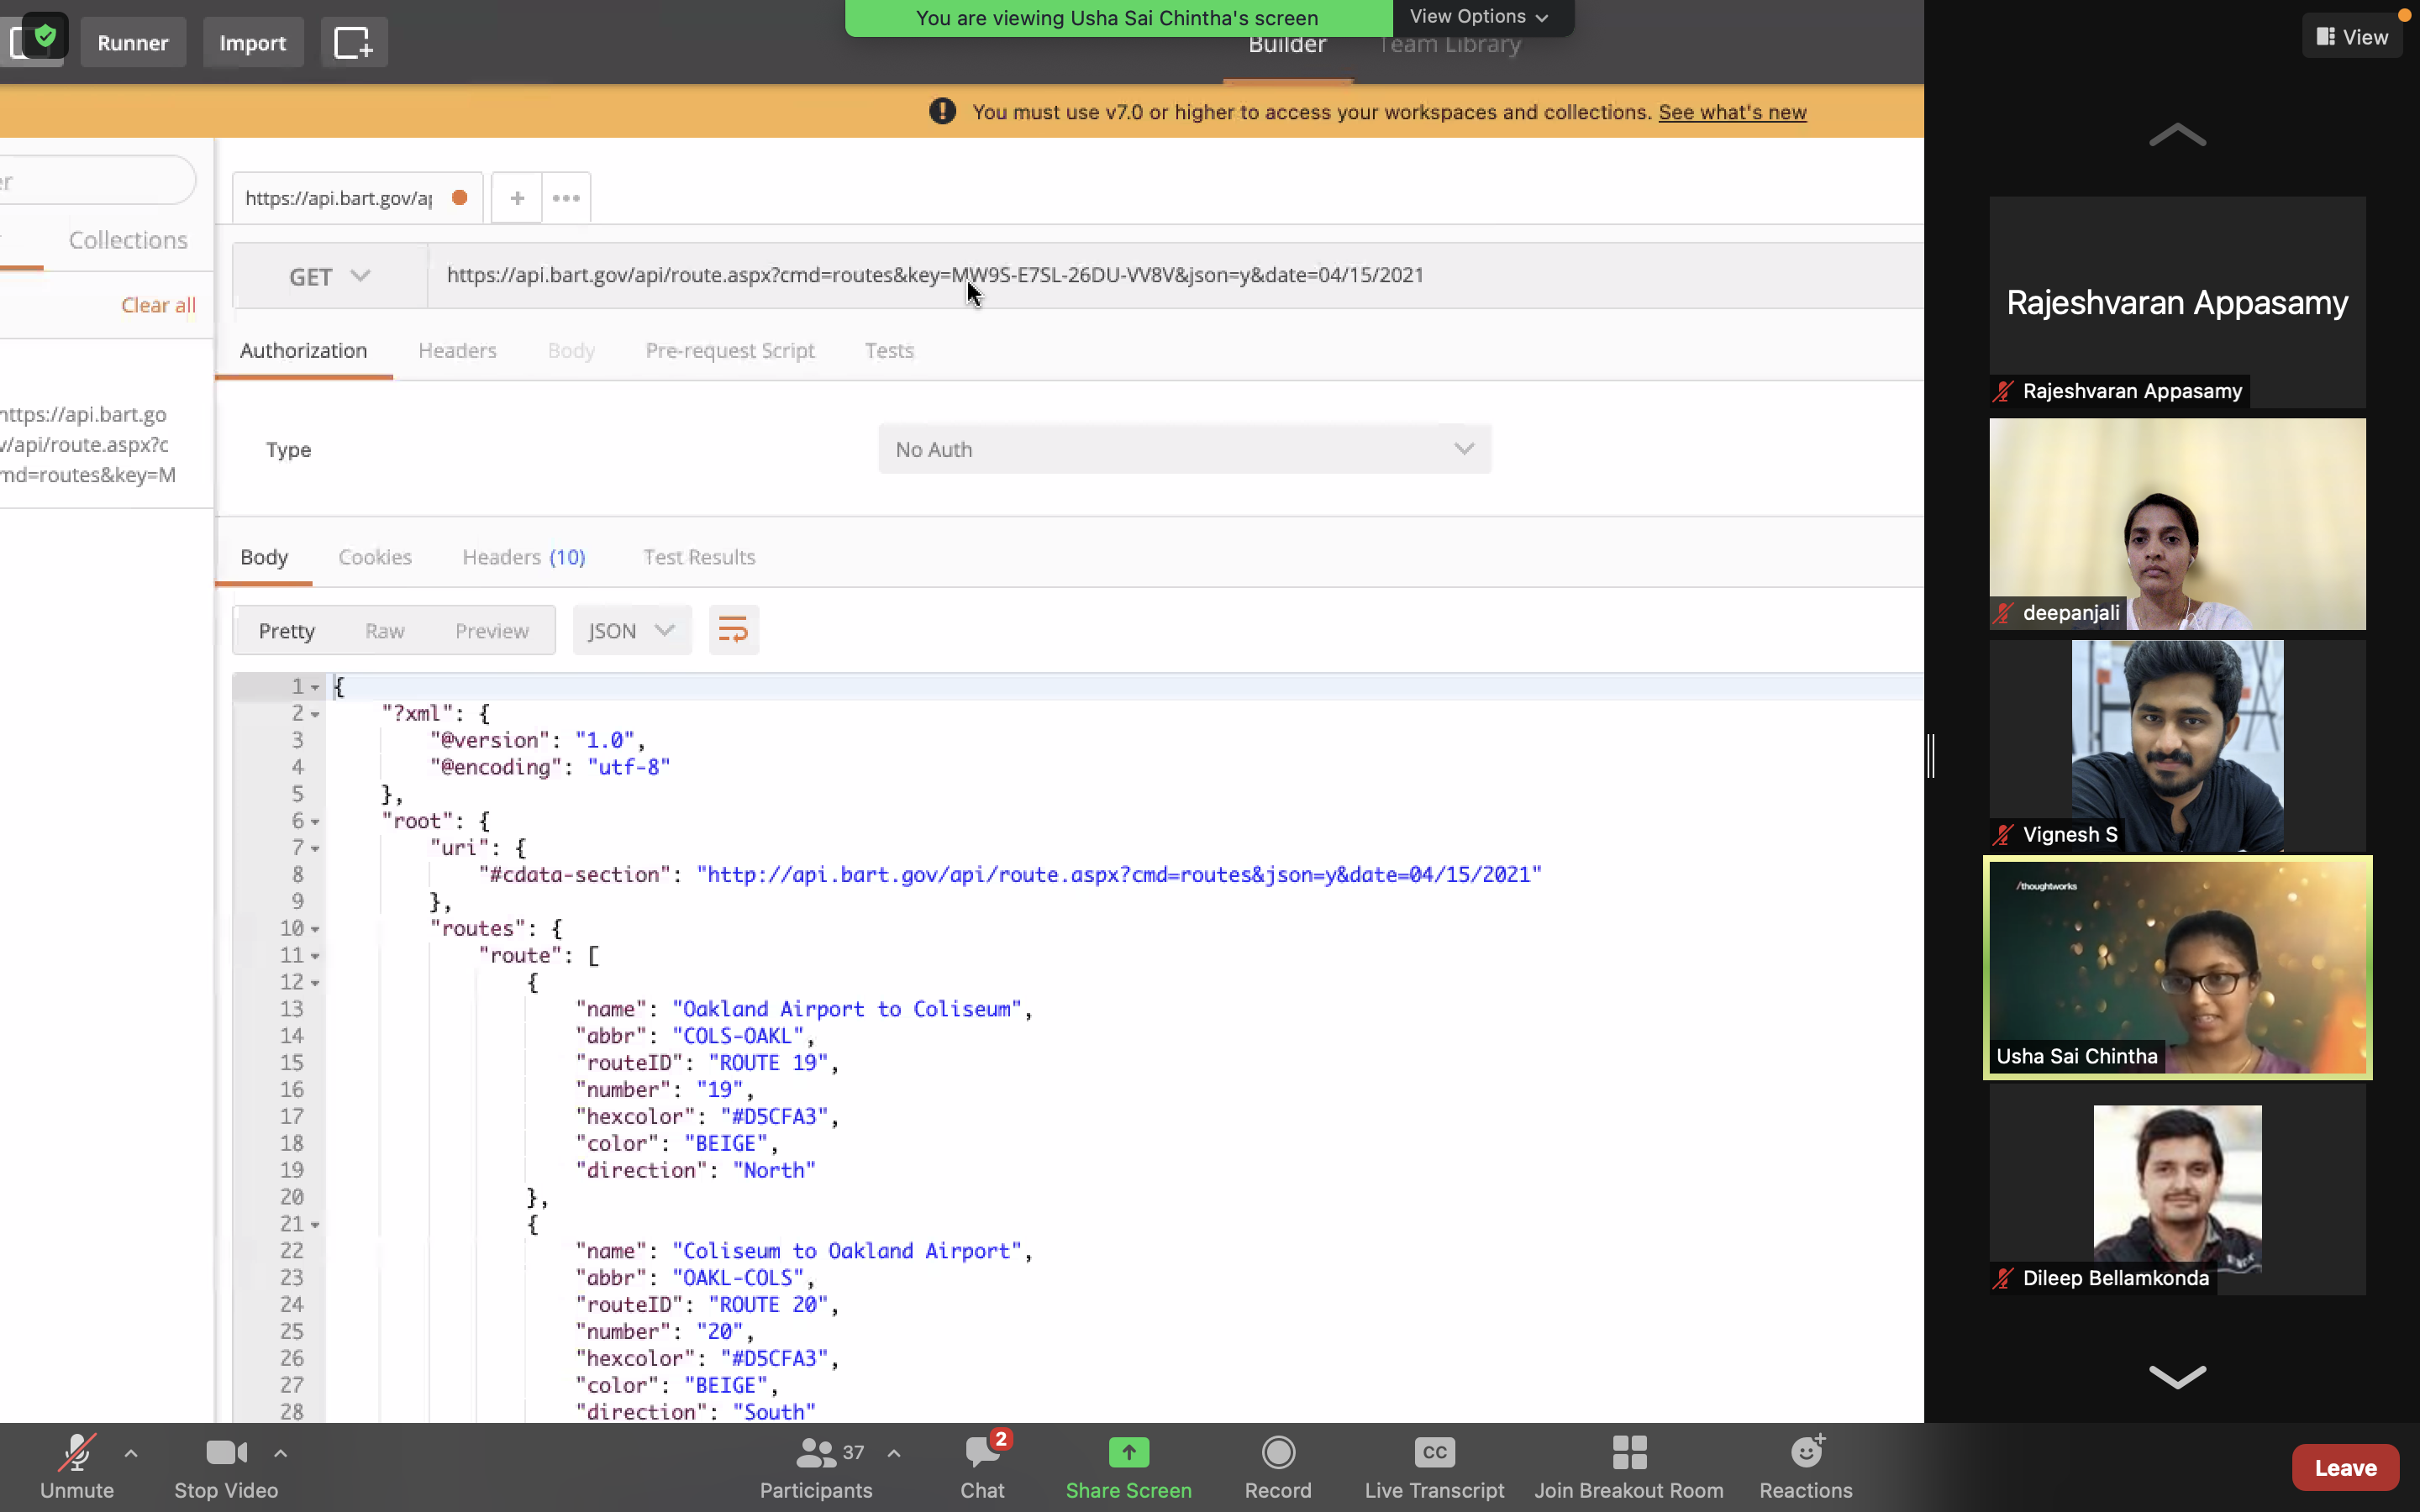 You are viewing Usha Sai Chintha's screen
View Options
View
Runner
Import
Builder
Team Library
You must use v7.0 or higher to access your workspaces and collections. See what's new
https://api.bart.gov/ap
Collections
GET
https://api.bart.gov/api/route.aspx?cmd=routes&key=MW9S-E7SL-26DU-VV8V&json=y&date=04/15/2021
Clear all
Authorization
Headers
Body
Pre-request Script
Tests
https://api.bart.go
v/api/route.aspx?c
md=routes&key=M
Type
No Auth
Body
Cookies
Headers (10)
Test Results
Pretty
Raw
Preview
JSON
1 {
2 "?xml": {
3 "@version": "1.0",
4 "@encoding": "utf-8"
5 },
6 "root": {
7 "uri": {
8 "#cdata-section": "http://api.bart.gov/api/route.aspx?cmd=routes&json=y&date=04/15/2021"
9 },
10 "routes": {
11 "route": [
12 {
13 "name": "Oakland Airport to Coliseum",
14 "abbr": "COLS-OAKL",
15 "routeID": "ROUTE 19",
16 "number": "19",
17 "hexcolor": "#D5CFA3",
18 "color": "BEIGE",
19 "direction": "North"
20 },
21 {
22 "name": "Coliseum to Oakland Airport",
23 "abbr": "OAKL-COLS",
24 "routeID": "ROUTE 20",
25 "number": "20",
26 "hexcolor": "#D5CFA3",
27 "color": "BEIGE",
28 "direction": "South"
Rajeshvaran Appasamy
Rajeshvaran Appasamy
deepanjali
Vignesh S
/thoughtworks
Usha Sai Chintha
Dileep Bellamkonda
Unmute
Stop Video
37
Participants
2
Chat
Share Screen
Record
CC
Live Transcript
Join Breakout Room
Reactions
Leave